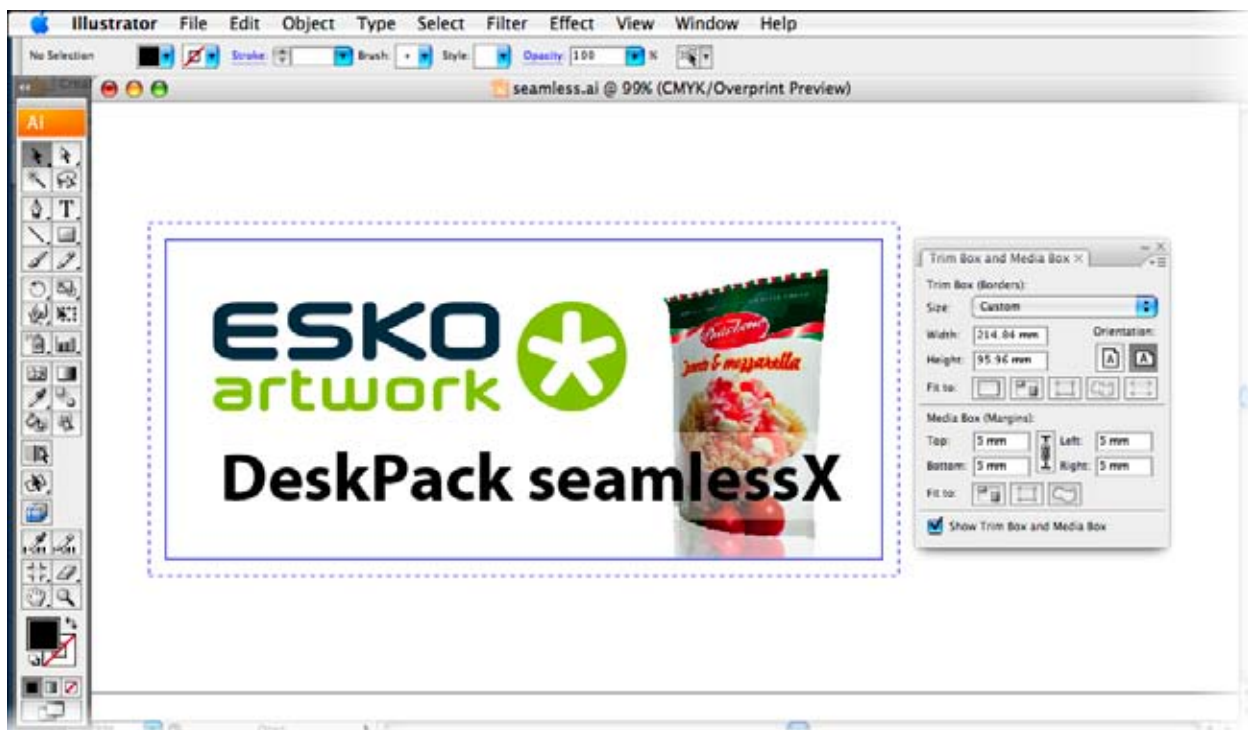 Illustrator File Edit Object Type Select Filter Effect View Window Help
No Selection Stroke: Brush: Style: Opacity: 100 %
seamless.ai @ 99% (CMYK/Overprint Preview)
Ai
T
ESKO
artwork
DeskPack seamlessX
mozzarella
Trim Box and Media Box
Trim Box (Borders):
Size: Custom
Width: 214.84 mm Orientation:
Height: 95.96 mm
Fit to:
Media Box (Margins):
Top: 5 mm Left: 5 mm
Bottom: 5 mm Right: 5 mm
Fit to:
Show Trim Box and Media Box